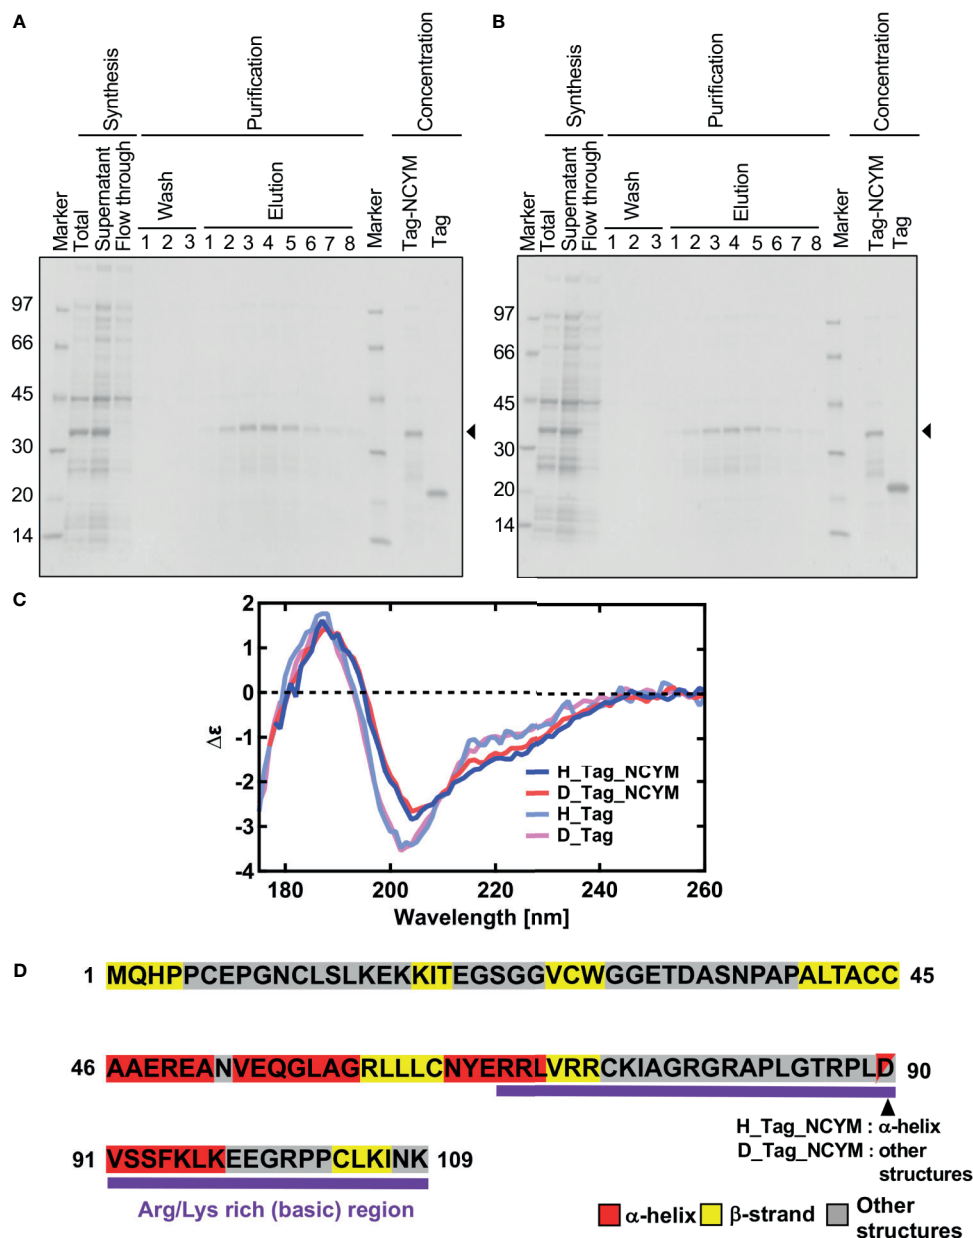 A
Synthesis
Purification
Concentration
Wash
Elution
Marker
Total
Supernatant
Flow through
1 2 3 1 2 3 4 5 6 7 8
Marker
Tag-NCYM
Tag
97
66
45
30
20
14
B
Synthesis
Purification
Concentration
Wash
Elution
Marker
Total
Supernatant
Flow through
1 2 3 1 2 3 4 5 6 7 8
Marker
Tag-NCYM
Tag
97
66
45
30
20
14
C
2
1
0
-1
-2
-3
-4
Δε
H_Tag_NCYM
D_Tag_NCYM
H_Tag
D_Tag
180 200 220 240 260
Wavelength [nm]
D
1 MQHPPCEPGNCLSLKEKKITEGSGGVCWGGETDASNPAPALTACC 45
46 AAEREANVEQGLAGRLLLCNYERRLVRRCKIAGRGRAPLGTRPLD 90
H_Tag_NCYM : α-helix
D_Tag_NCYM : other
structures
91 VSSFKLKEEGRPPCLKINK 109
Arg/Lys rich (basic) region
α-helix β-strand Other
structures